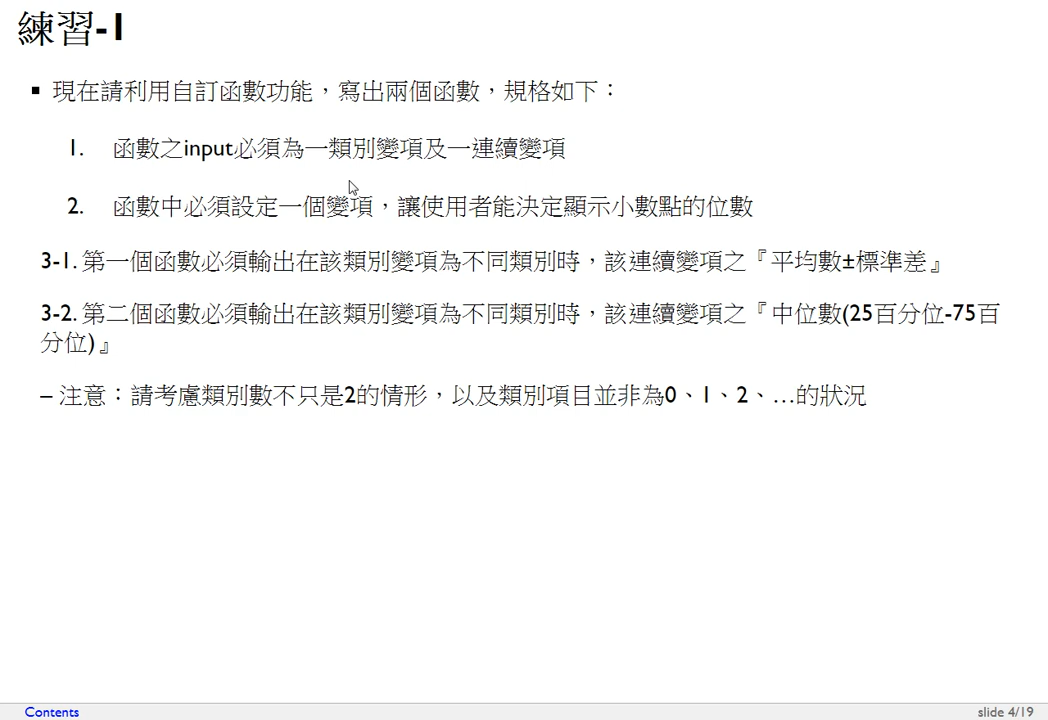 練習-1
▪ 現在請利用自訂函數功能，寫出兩個函數，規格如下：
1. 函數之input必須為一類別變項及一連續變項
2. 函數中必須設定一個變項，讓使用者能決定顯示小數點的位數
3-1. 第一個函數必須輸出在該類別變項為不同類別時，該連續變項之『平均數±標準差』
3-2. 第二個函數必須輸出在該類別變項為不同類別時，該連續變項之『中位數(25百分位-75百
分位)』
– 注意：請考慮類別數不只是2的情形，以及類別項目並非為0、1、2、…的狀況
Contents
slide 4/19